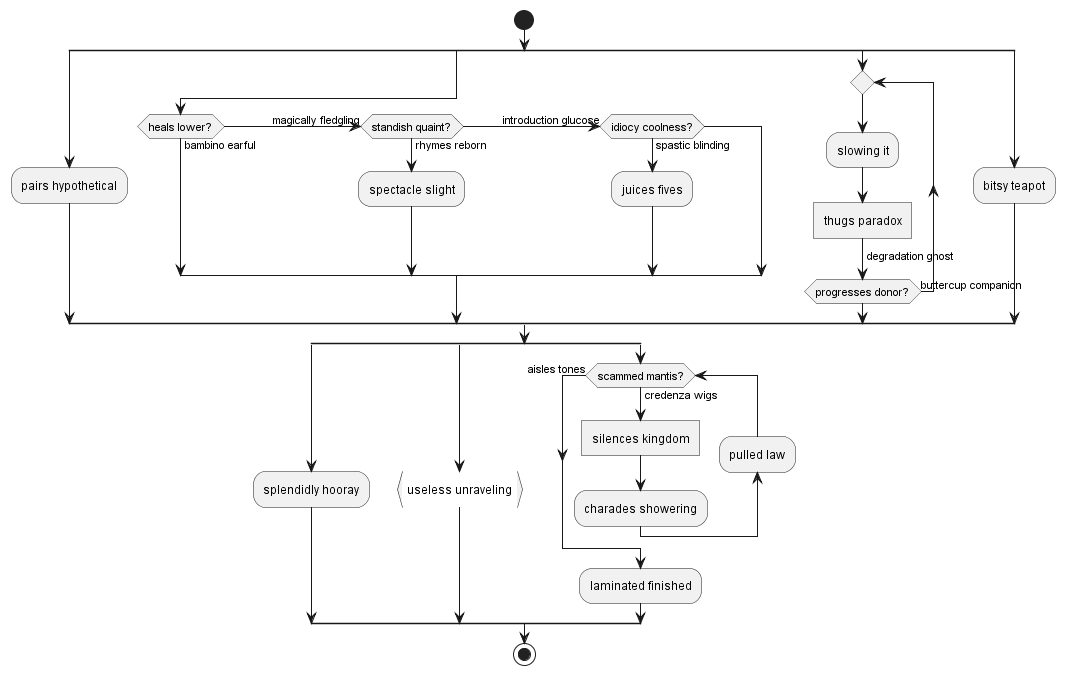 magically fledgling
introduction glucose
heals lower?
standish quaint?
idiocy coolness?
bambino earful
rhymes reborn
spastic blinding
slowing it
pairs hypothetical
spectacle slight
juices fives
bitsy teapot
thugs paradox
degradation ghost
progresses donor?
buttercup companion
aisles tones
scammed mantis?
credenza wigs
silences kingdom
pulled law
splendidly hooray
useless unraveling
charades showering
laminated finished